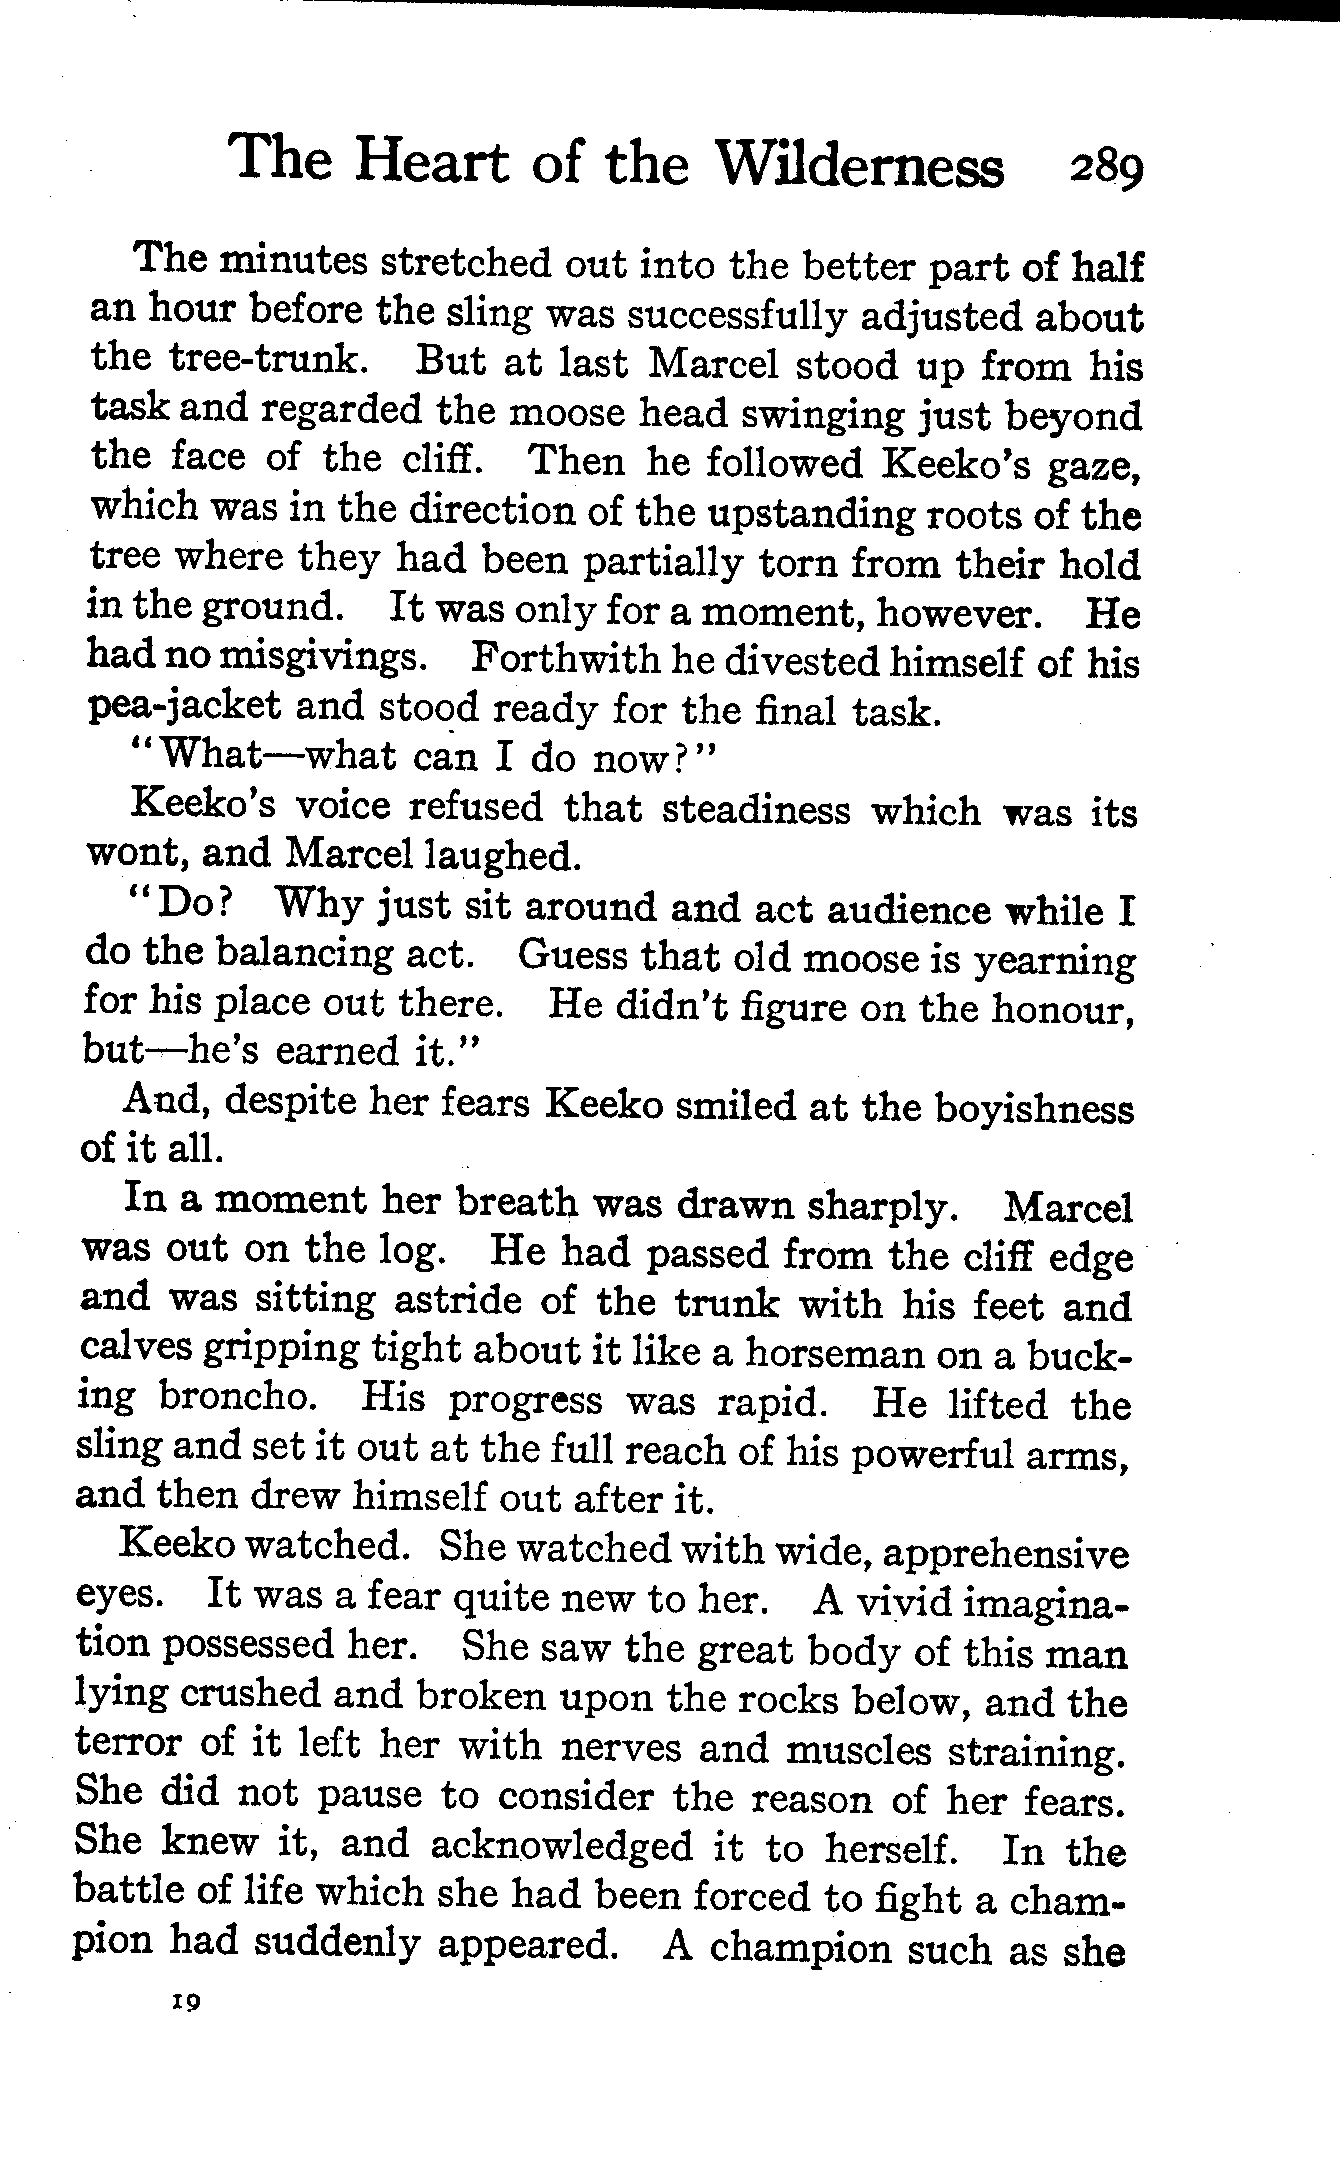 The Heart of the Wilderness 289
The minutes stretched out into the better part of half
an hour before the sling was successfully adjusted about
the tree-trunk. But at last Marcel stood up from his
task and regarded the moose head swinging just beyond
the face of the cliff. Then he followed Keeko's gaze,
which was in the direction of the upstanding roots of the
tree where they had been partially torn from their hold
in the ground. It was only for a moment, however. He
had no misgivings. Forthwith he divested himself of his
pea-jacket and stood ready for the final task.
"What—what can I do now?"
Keeko's voice refused that steadiness which was its
wont, and Marcel laughed.
"Do? Why just sit around and act audience while I
do the balancing act. Guess that old moose is yearning
for his place out there. He didn't figure on the honour,
but—he's earned it."
And, despite her fears Keeko smiled at the boyishness
of it all.
In a moment her breath was drawn sharply. Marcel
was out on the log. He had passed from the cliff edge
and was sitting astride of the trunk with his feet and
calves gripping tight about it like a horseman on a buck-
ing broncho. His progress was rapid. He lifted the
sling and set it out at the full reach of his powerful arms,
and then drew himself out after it.
Keeko watched. She watched with wide, apprehensive
eyes. It was a fear quite new to her. A vivid imagina-
tion possessed her. She saw the great body of this man
lying crushed and broken upon the rocks below, and the
terror of it left her with nerves and muscles straining.
She did not pause to consider the reason of her fears.
She knew it, and acknowledged it to herself. In the
battle of life which she had been forced to fight a cham-
pion had suddenly appeared. A champion such as she
19